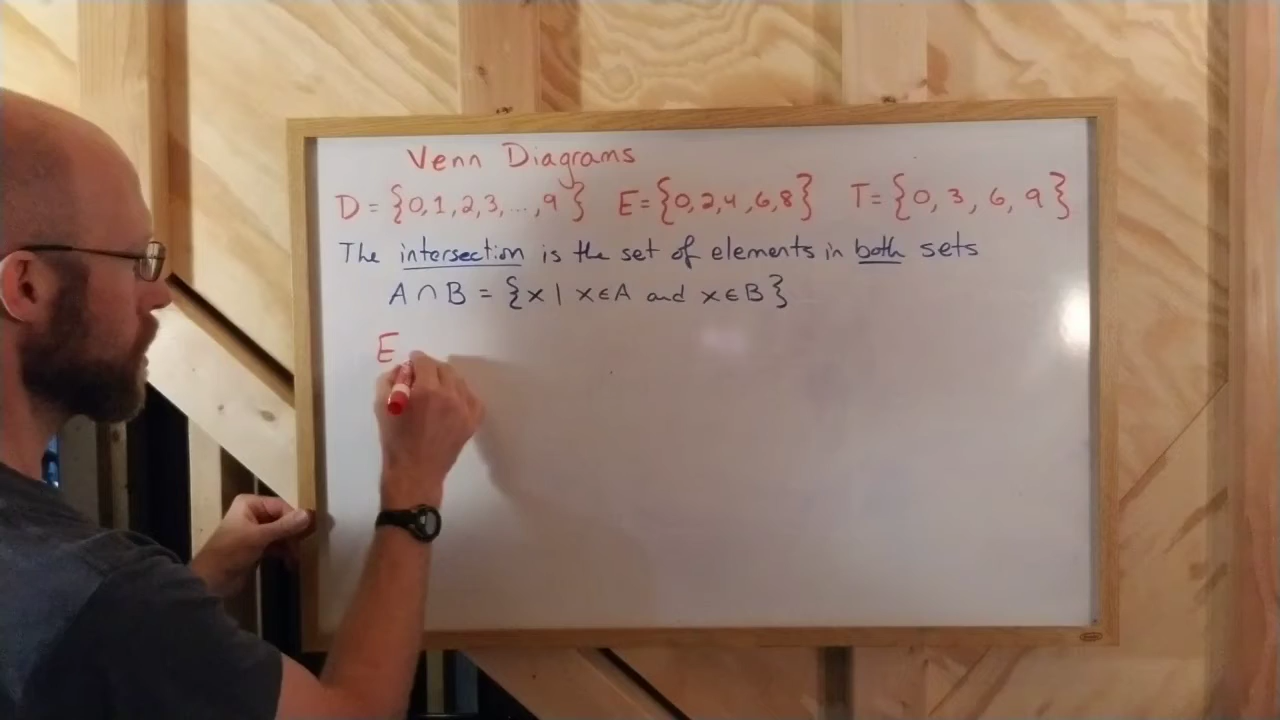 Venn Diagrams
D = {0,1,2,3,...,9} E={0,2,4,6,8} T={0, 3, 6, 9}
The intersection is the set of elements in both sets
A ∩ B = {x | x∈A and x∈B}
E